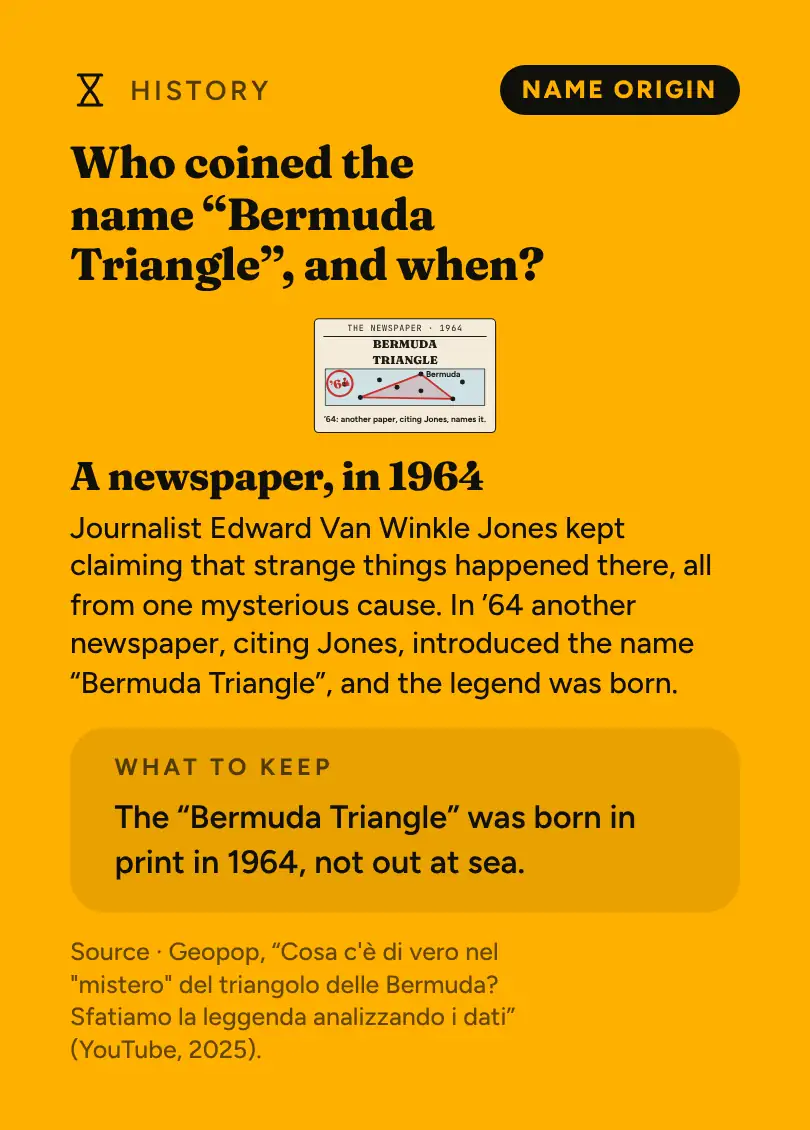 HISTORY
NAME ORIGIN
Who coined the
name “Bermuda
Triangle”, and when?
THE NEWSPAPER · 1964
BERMUDA
TRIANGLE
Bermuda
’64
’64: another paper, citing Jones, names it.
A newspaper, in 1964
Journalist Edward Van Winkle Jones kept
claiming that strange things happened there, all
from one mysterious cause. In ’64 another
newspaper, citing Jones, introduced the name
“Bermuda Triangle”, and the legend was born.
WHAT TO KEEP
The “Bermuda Triangle” was born in
print in 1964, not out at sea.
Source · Geopop, “Cosa c'è di vero nel
"mistero" del triangolo delle Bermuda?
Sfatiamo la leggenda analizzando i dati”
(YouTube, 2025).